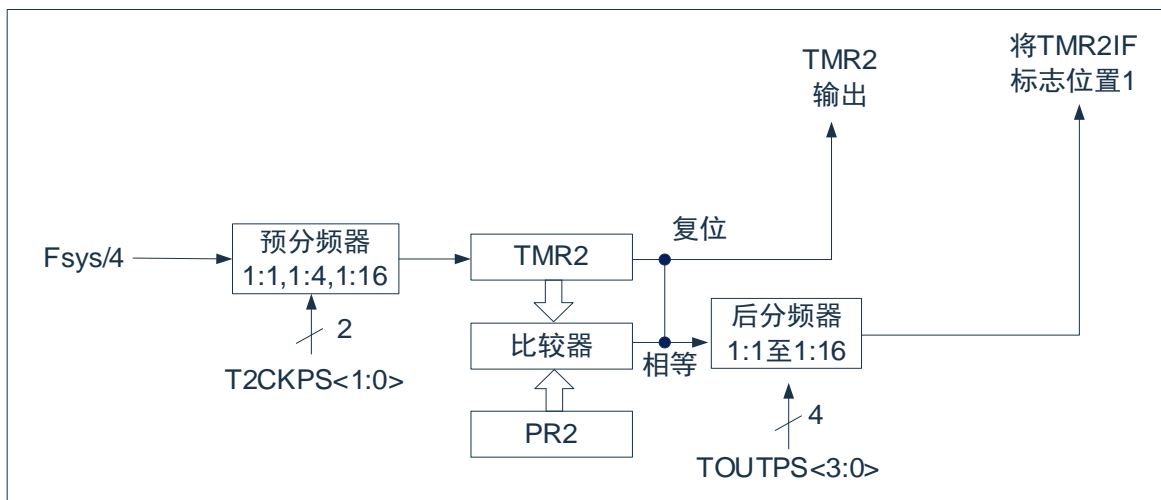 TMR2
输出
将TMR2IF
标志位置1
Fsys/4
预分频器
1:1,1:4,1:16
2
T2CKPS<1:0>
TMR2
复位
比较器
相等
PR2
后分频器
1:1至1:16
4
TOUTPS<3:0>